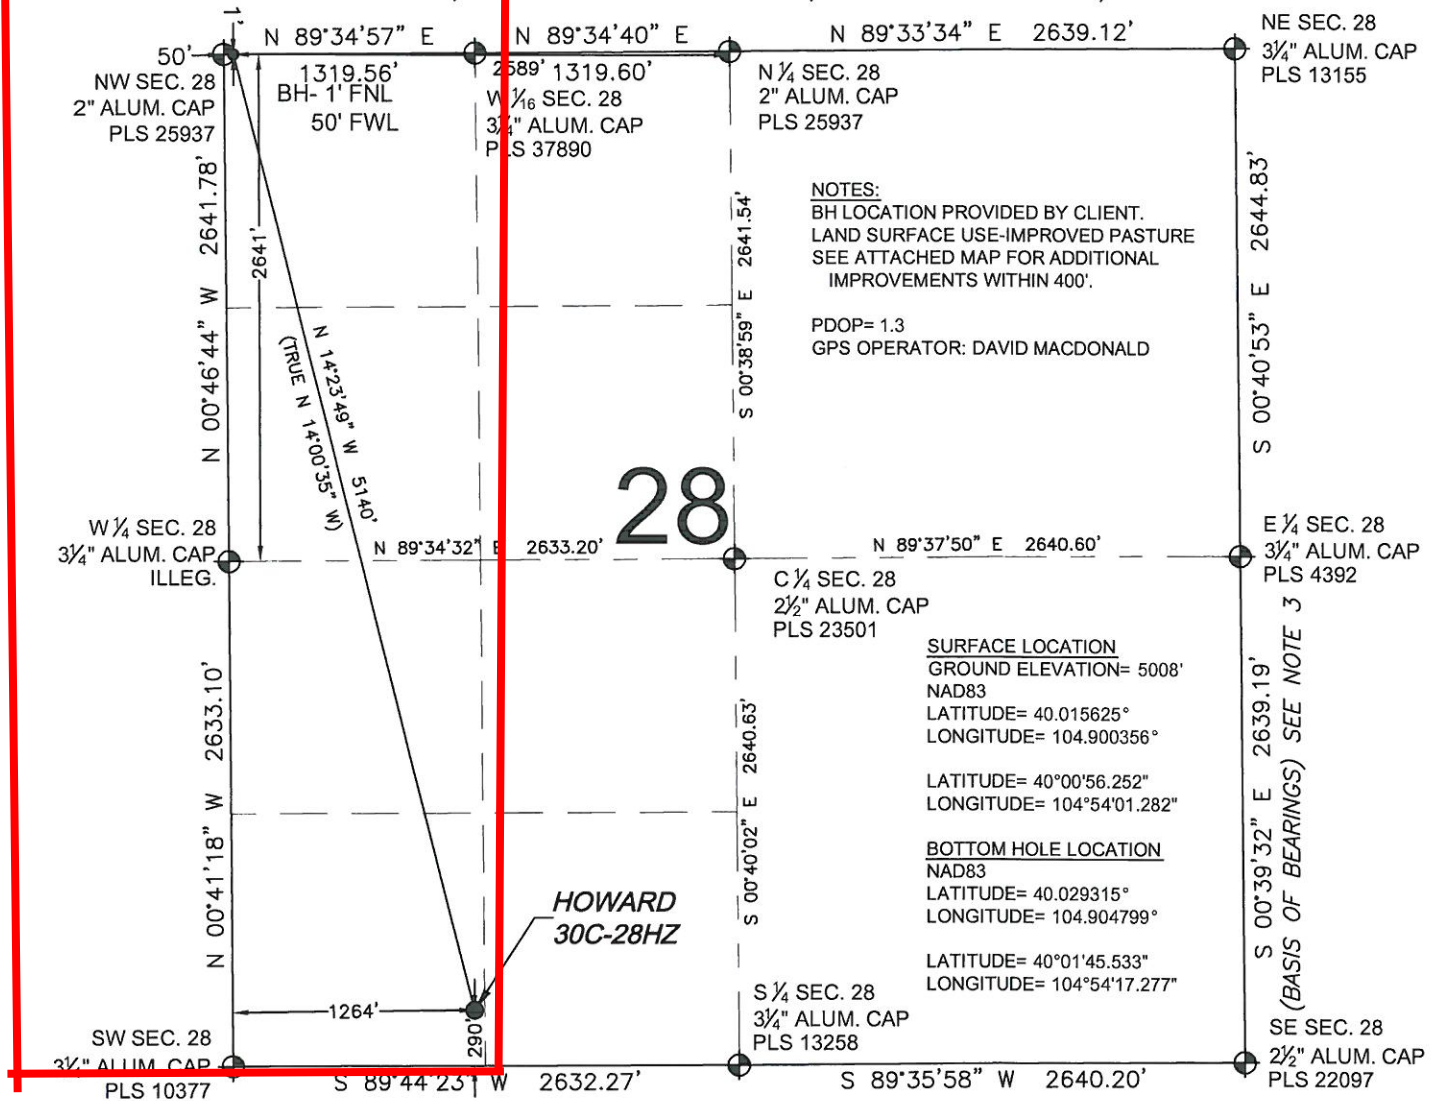 1'
50'
N 89°34'57" E
N 89°34'40" E
N 89°33'34" E 2639.12'
1319.56'
2589' 1319.60'
NW SEC. 28
2" ALUM. CAP
PLS 25937
BH- 1' FNL
50' FWL
W 1/16 SEC. 28
3¼" ALUM. CAP
PLS 37890
N ¼ SEC. 28
2" ALUM. CAP
PLS 25937
NE SEC. 28
3¼" ALUM. CAP
PLS 13155
N 00°46'44" W 2641.78'
2641'
N 14°23'49" W 5140'
(TRUE N 14°00'35" W)
S 00°38'59" E 2641.54'
S 00°40'53" E 2644.83'
NOTES:
BH LOCATION PROVIDED BY CLIENT.
LAND SURFACE USE-IMPROVED PASTURE
SEE ATTACHED MAP FOR ADDITIONAL
IMPROVEMENTS WITHIN 400'.
PDOP= 1.3
GPS OPERATOR: DAVID MACDONALD
28
W ¼ SEC. 28
3¼" ALUM. CAP
ILLEG.
N 89°34'32" E 2633.20'
N 89°37'50" E 2640.60'
C ¼ SEC. 28
2½" ALUM. CAP
PLS 23501
E ¼ SEC. 28
3¼" ALUM. CAP
PLS 4392
N 00°41'18" W 2633.10'
S 00°40'02" E 2640.63'
S 00°39'32" E 2639.19'
(BASIS OF BEARINGS) SEE NOTE 3
SURFACE LOCATION
GROUND ELEVATION= 5008'
NAD83
LATITUDE= 40.015625°
LONGITUDE= 104.900356°
LATITUDE= 40°00'56.252"
LONGITUDE= 104°54'01.282"
BOTTOM HOLE LOCATION
NAD83
LATITUDE= 40.029315°
LONGITUDE= 104.904799°
LATITUDE= 40°01'45.533"
LONGITUDE= 104°54'17.277"
HOWARD
30C-28HZ
1264'
290'
SW SEC. 28
3¼" ALUM. CAP
PLS 10377
S 89°44'23" W 2632.27'
S ¼ SEC. 28
3¼" ALUM. CAP
PLS 13258
S 89°35'58" W 2640.20'
SE SEC. 28
2½" ALUM. CAP
PLS 22097